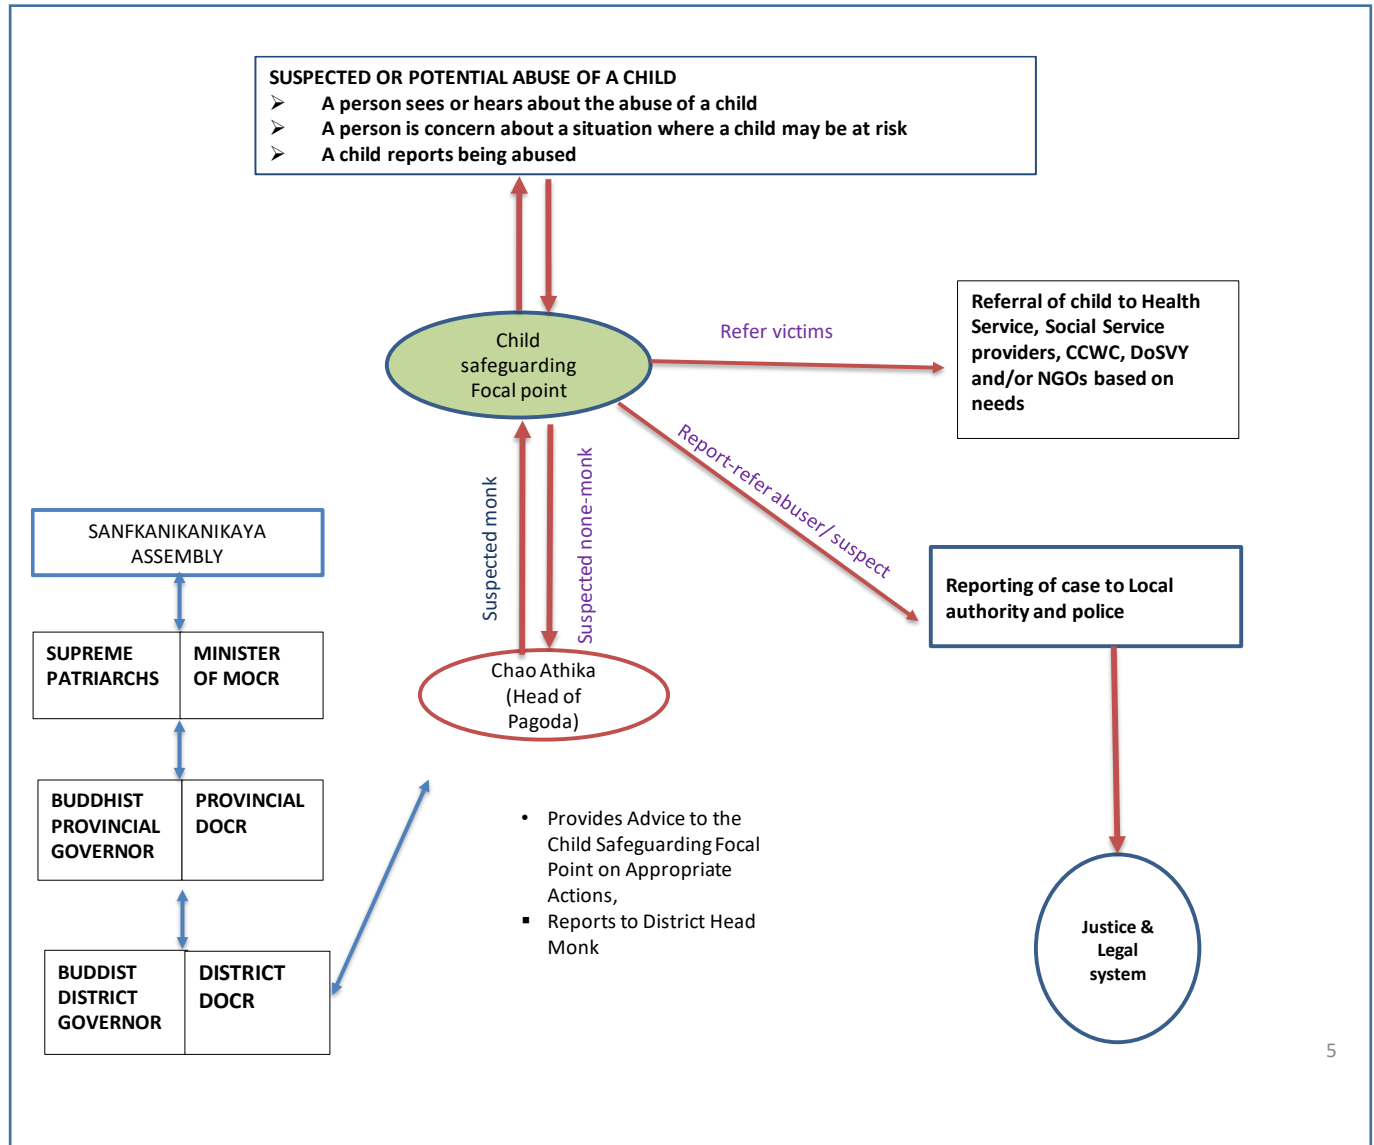 SUSPECTED OR POTENTIAL ABUSE OF A CHILD
➢ A person sees or hears about the abuse of a child
➢ A person is concern about a situation where a child may be at risk
➢ A child reports being abused
Child
safeguarding
Focal point
Refer victims
Referral of child to Health
Service, Social Service
providers, CCWC, DoSVY
and/or NGOs based on
needs
Report-refer abuser/ suspect
Suspected monk
Suspected none-monk
SANFKANIKANIKAYA
ASSEMBLY
Reporting of case to Local
authority and police
SUPREME
PATRIARCHS
MINISTER
OF MOCR
Chao Athika
(Head of
Pagoda)
BUDDHIST
PROVINCIAL
GOVERNOR
PROVINCIAL
DOCR
• Provides Advice to the
Child Safeguarding Focal
Point on Appropriate
Actions,
▪ Reports to District Head
Monk
BUDDIST
DISTRICT
GOVERNOR
DISTRICT
DOCR
Justice &
Legal
system
5